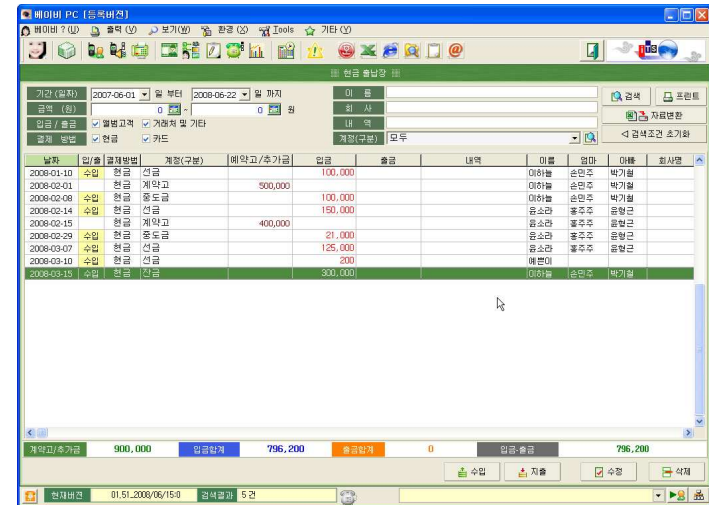 베이비 PC [등록버전]
베이비 ? (U) 출력 (V) 보기(W) 환경 (X) Tools 기타 (Y)
현금 출납장
기간 (일자) 2007-06-01 일 부터 2008-06-22 일 까지 이 름 검색 프린트
금액 (원) 0 ~ 0 원 회 사 자료변환
입금 / 출금 앨범고객 거래처 및 기타 내 역
결제 방법 현금 카드 계정(구분) 모두 검색조건 초기화
날짜 입/출 결제방법 계정(구분) 예약고/추가금 입금 출금 내역 이름 엄마 아빠 회사명
2008-01-10 수입 현금 선금 100,000 이하늘 손민주 박기철
2008-02-01 현금 계약고 500,000 이하늘 손민주 박기철
2008-02-08 수입 현금 중도금 100,000 이하늘 손민주 박기철
2008-02-14 수입 현금 선금 150,000 윤소라 홍주주 윤형근
2008-02-15 현금 계약고 400,000 윤소라 홍주주 윤형근
2008-02-29 수입 현금 중도금 21,000 윤소라 홍주주 윤형근
2008-03-07 수입 현금 선금 125,000 윤소라 홍주주 윤형근
2008-03-10 수입 현금 선금 200 예쁜이
2008-03-15 수입 현금 잔금 300,000 이하늘 손민주 박기철
계약고/추가금 900,000 입금합계 796,200 출금합계 0 입금-출금 796,200
수입 지출 수정 삭제
현재버전 01,51_2008/06/15:0 검색결과 5 건